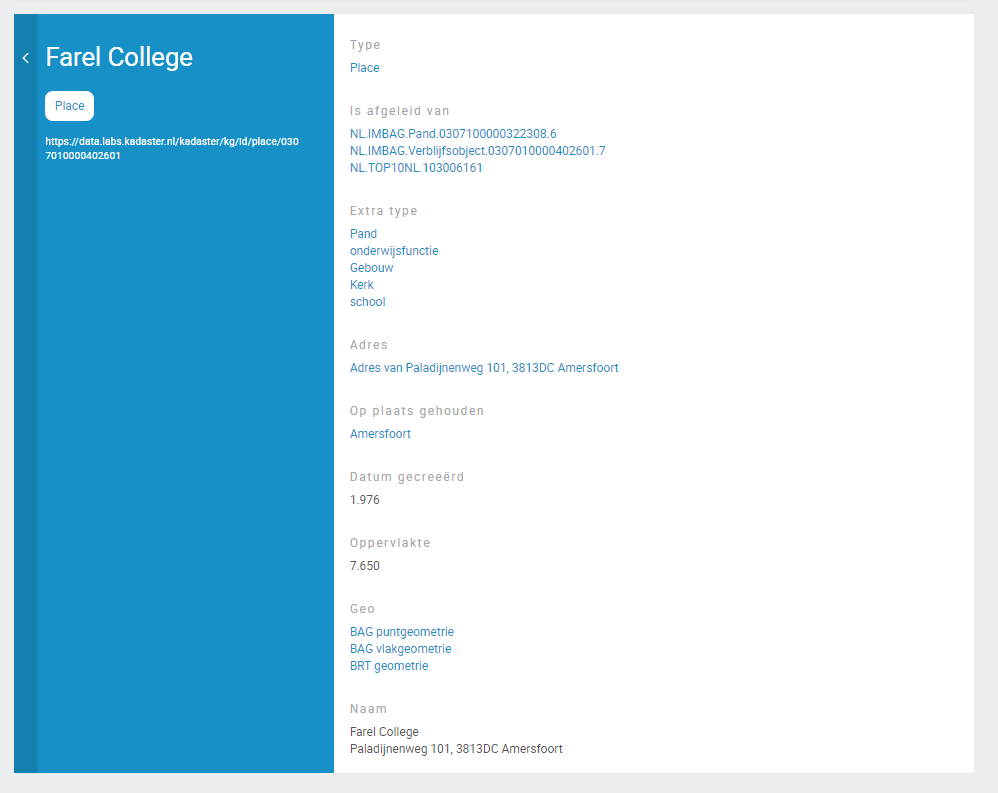 Farel College
Place
https://data.labs.kadaster.nl/kadaster/kg/id/place/030
7010000402601
Type
Place
Is afgeleid van
NL.IMBAG.Pand.0307100000322308.6
NL.IMBAG.Verblijfsobject.0307010000402601.7
NL.TOP10NL.103006161
Extra type
Pand
onderwijsfunctie
Gebouw
Kerk
school
Adres
Adres van Paladijnenweg 101, 3813DC Amersfoort
Op plaats gehouden
Amersfoort
Datum gecreeërd
1.976
Oppervlakte
7.650
Geo
BAG puntgeometrie
BAG vlakgeometrie
BRT geometrie
Naam
Farel College
Paladijnenweg 101, 3813DC Amersfoort